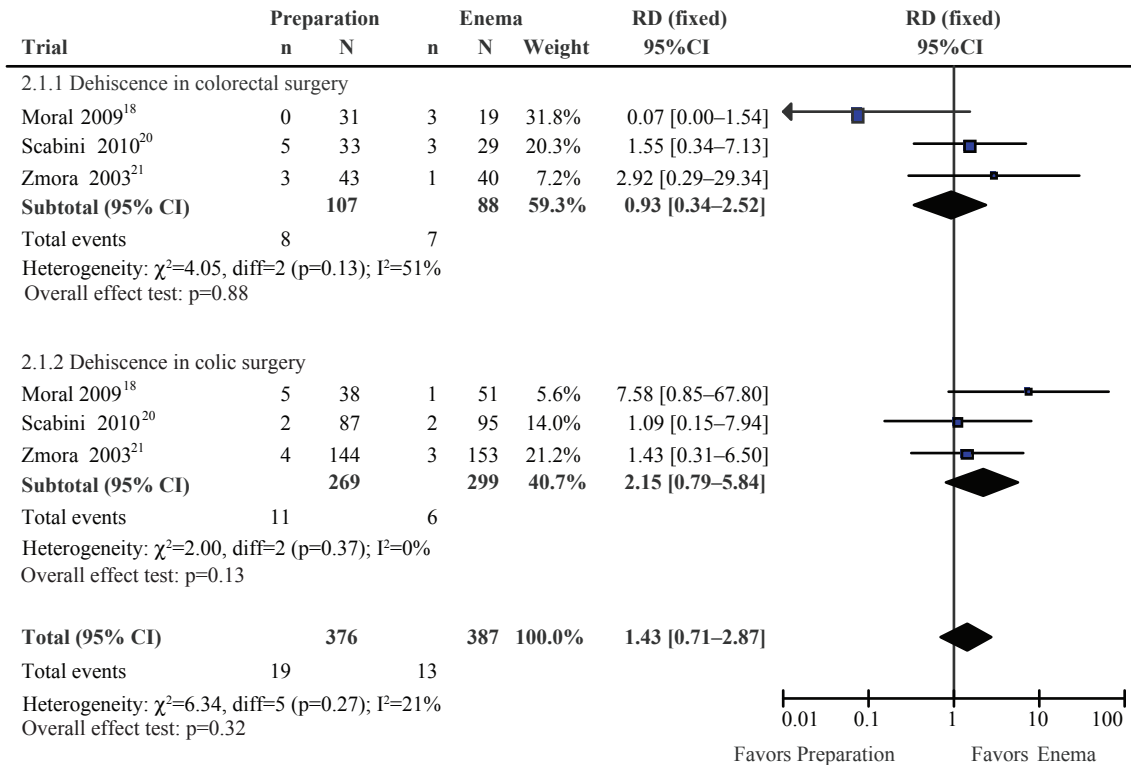 Preparation Enema RD (fixed) RD (fixed)
Trial n N n N Weight 95%CI 95%CI
2.1.1 Dehiscence in colorectal surgery
Moral 2009¹⁸ 0 31 3 19 31.8% 0.07 [0.00–1.54]
Scabini 2010²⁰ 5 33 3 29 20.3% 1.55 [0.34–7.13]
Zmora 2003²¹ 3 43 1 40 7.2% 2.92 [0.29–29.34]
Subtotal (95% CI) 107 88 59.3% 0.93 [0.34–2.52]
Total events 8 7
Heterogeneity: χ²=4.05, diff=2 (p=0.13); I²=51%
Overall effect test: p=0.88
2.1.2 Dehiscence in colic surgery
Moral 2009¹⁸ 5 38 1 51 5.6% 7.58 [0.85–67.80]
Scabini 2010²⁰ 2 87 2 95 14.0% 1.09 [0.15–7.94]
Zmora 2003²¹ 4 144 3 153 21.2% 1.43 [0.31–6.50]
Subtotal (95% CI) 269 299 40.7% 2.15 [0.79–5.84]
Total events 11 6
Heterogeneity: χ²=2.00, diff=2 (p=0.37); I²=0%
Overall effect test: p=0.13
Total (95% CI) 376 387 100.0% 1.43 [0.71–2.87]
Total events 19 13
Heterogeneity: χ²=6.34, diff=5 (p=0.27); I²=21%
Overall effect test: p=0.32
0.01 0.1 1 10 100
Favors Preparation Favors Enema